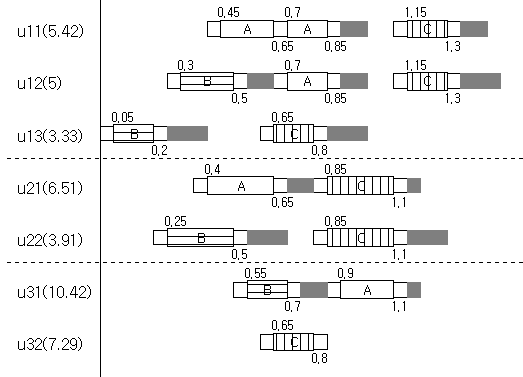 0,45 0,7 1,15
u11(5.42) A A C
0,65 0,85 1,3
0,3 0,7 1,15
u12(5) B A C
0,5 0,85 1,3
0,05 0,65
u13(3.33) B C
0,2 0,8
0,4 0,85
u21(6.51) A C
0,65 1,1
0,25 0,85
u22(3.91) B C
0,5 1,1
0,55 0,9
u31(10.42) B A
0,7 1,1
0,65
u32(7.29) C
0,8